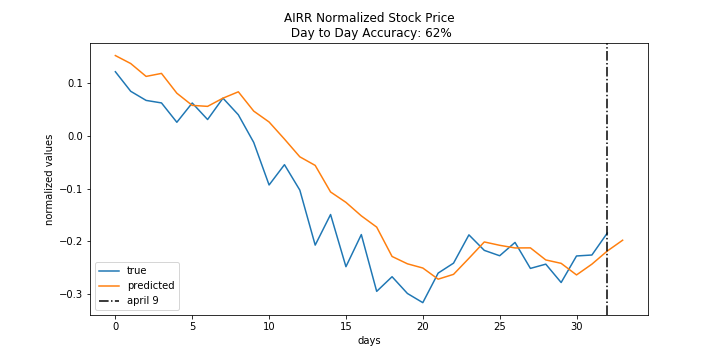 AIRR Normalized Stock Price
Day to Day Accuracy: 62%
normalized values
0.1
0.0
−0.1
−0.2
−0.3
true
predicted
april 9
0 5 10 15 20 25 30
days